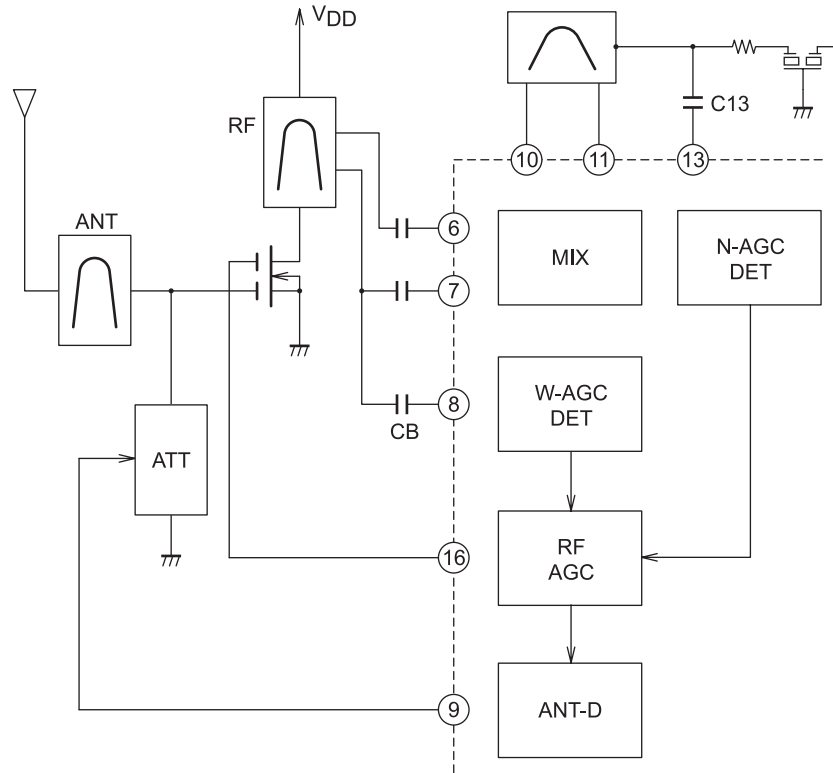 VDD
RF
C13
10
11
13
ANT
6
MIX
N-AGC
DET
7
8
CB
W-AGC
DET
ATT
16
RF
AGC
9
ANT-D